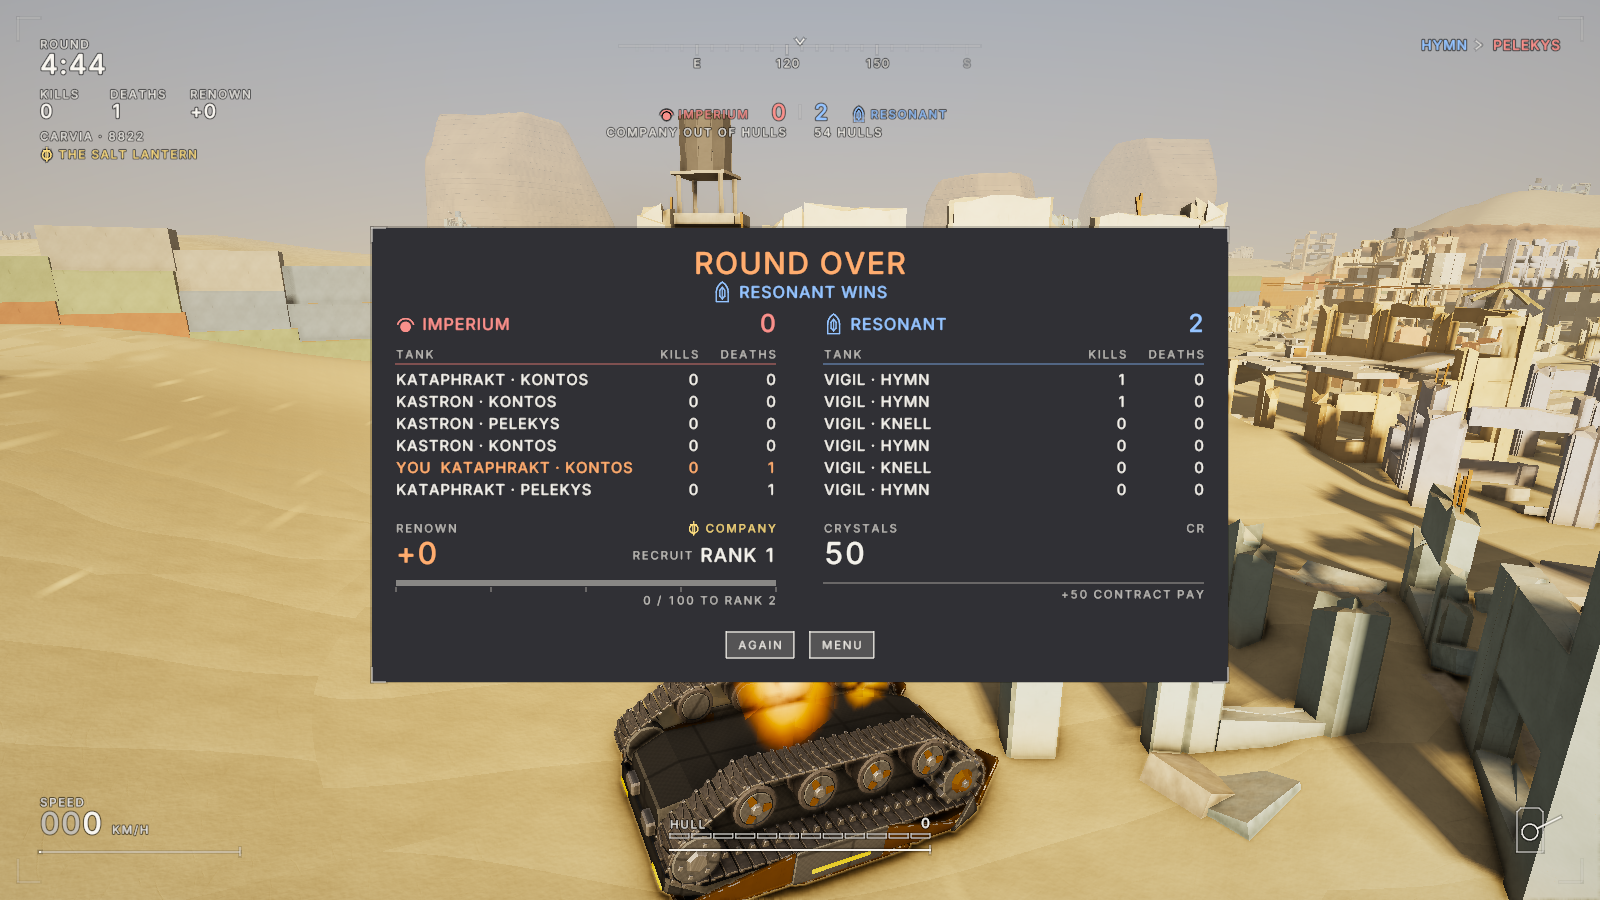 ROUND
4:44
KILLS DEATHS RENOWN
0 1 +0
CARVIA · 8822
THE SALT LANTERN
E 120 150 S
HYMN > PELEKYS
IMPERIUM 0 2 RESONANT
COMPANY OUT OF HULLS 54 HULLS
ROUND OVER
RESONANT WINS
IMPERIUM 0
TANK KILLS DEATHS
KATAPHRAKT · KONTOS 0 0
KASTRON · KONTOS 0 0
KASTRON · PELEKYS 0 0
KASTRON · KONTOS 0 0
YOU KATAPHRAKT · KONTOS 0 1
KATAPHRAKT · PELEKYS 0 1
RESONANT 2
TANK KILLS DEATHS
VIGIL · HYMN 1 0
VIGIL · HYMN 1 0
VIGIL · KNELL 0 0
VIGIL · HYMN 0 0
VIGIL · KNELL 0 0
VIGIL · HYMN 0 0
RENOWN COMPANY
+0 RECRUIT RANK 1
0 / 100 TO RANK 2
CRYSTALS CR
50
+50 CONTRACT PAY
AGAIN MENU
SPEED
000 KM/H
HULL 0